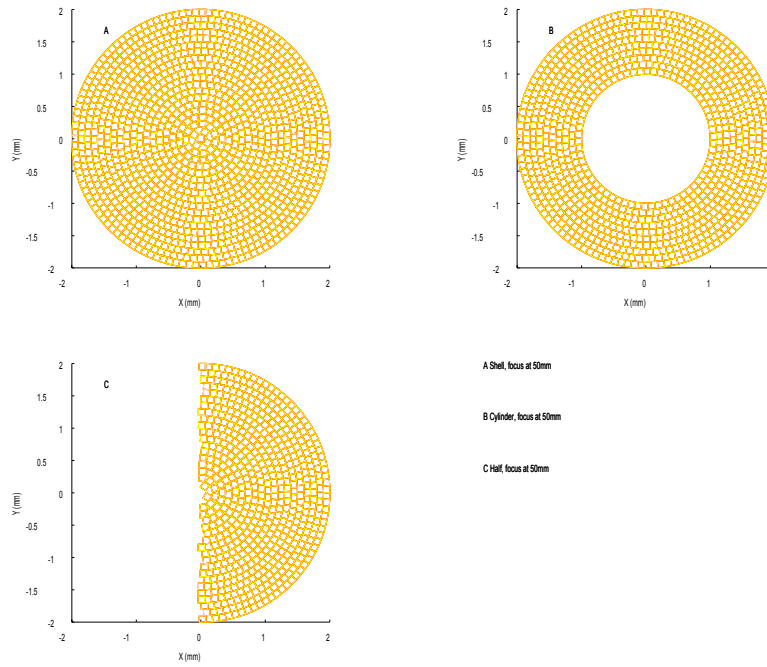 A
2
1.5
1
0.5
0
-0.5
-1
-1.5
-2
Y (mm)
-2 -1 0 1 2
X (mm)
B
2
1.5
1
0.5
0
-0.5
-1
-1.5
-2
Y (mm)
-2 -1 0 1
X (mm)
C
2
1.5
1
0.5
0
-0.5
-1
-1.5
-2
Y (mm)
-2 -1 0 1 2
X (mm)
A Shell, focus at 50mm
B Cylinder, focus at 50mm
C Half, focus at 50mm